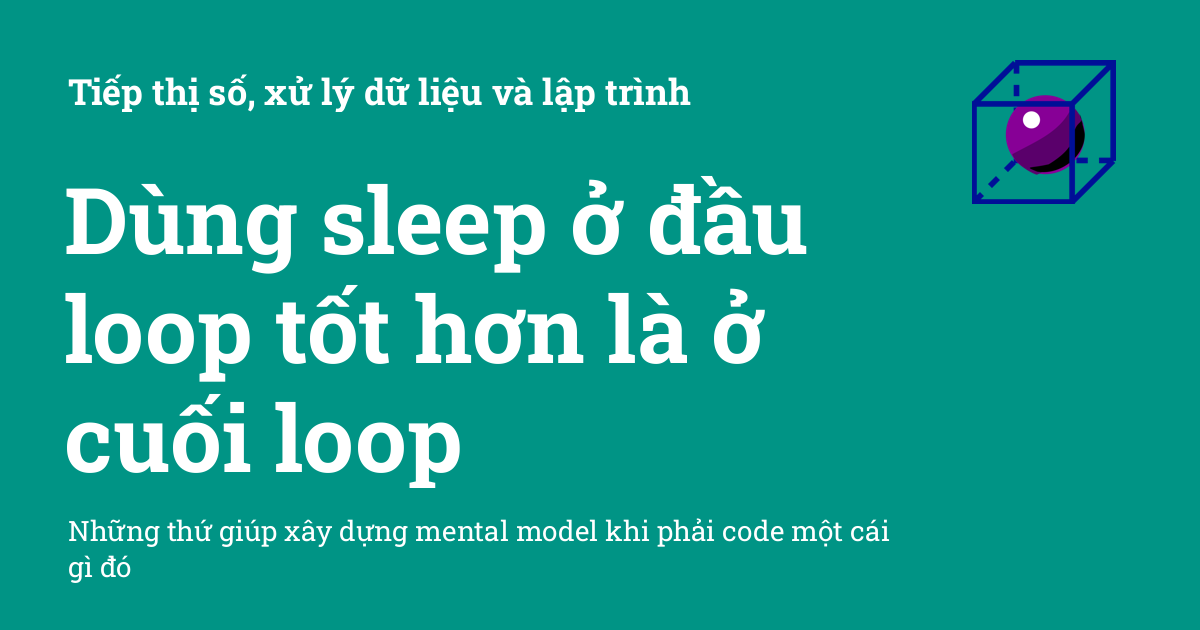 Tiếp thị số, xử lý dữ liệu và lập trình
Dùng sleep ở đầu
loop tốt hơn là ở
cuối loop
Những thứ giúp xây dựng mental model khi phải code một cái
gì đó